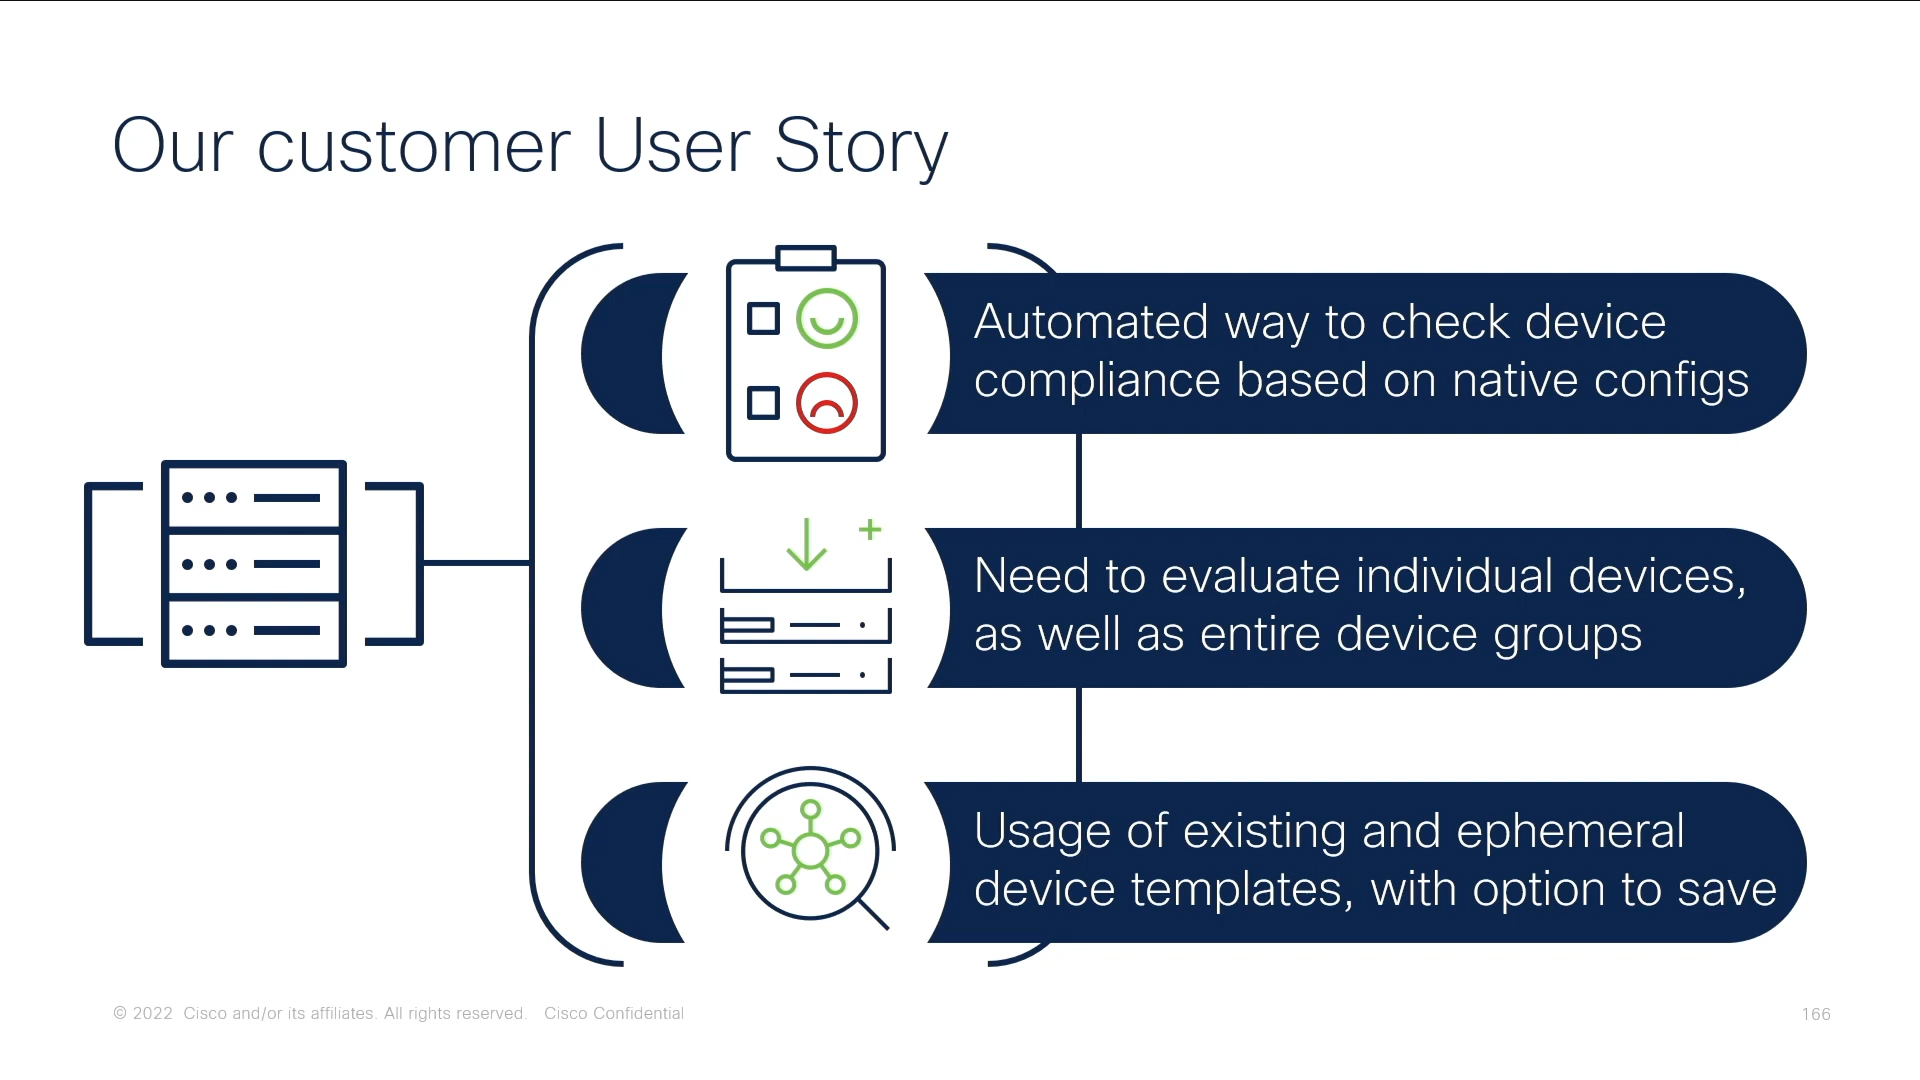 Our customer User Story
Automated way to check device
compliance based on native configs
Need to evaluate individual devices,
as well as entire device groups
Usage of existing and ephemeral
device templates, with option to save
© 2022 Cisco and/or its affiliates. All rights reserved. Cisco Confidential
166